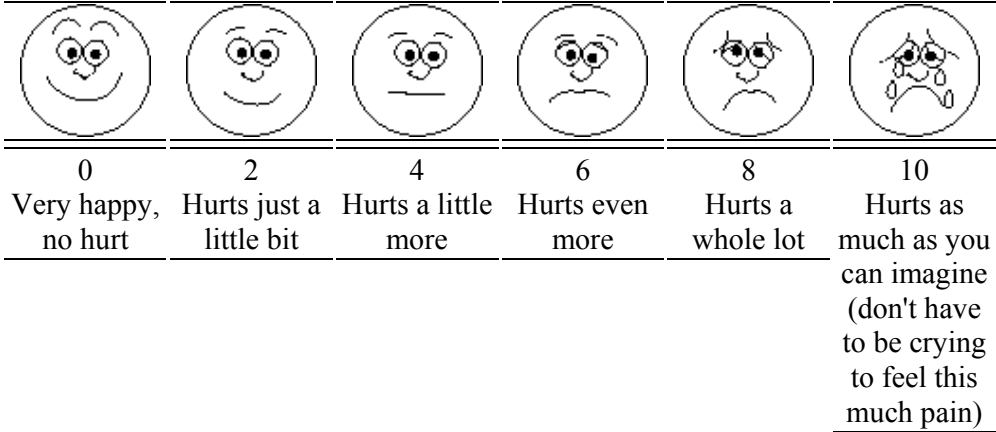 0
Very happy,
no hurt
2
Hurts just a
little bit
4
Hurts a little
more
6
Hurts even
more
8
Hurts a
whole lot
10
Hurts as
much as you
can imagine
(don't have
to be crying
to feel this
much pain)